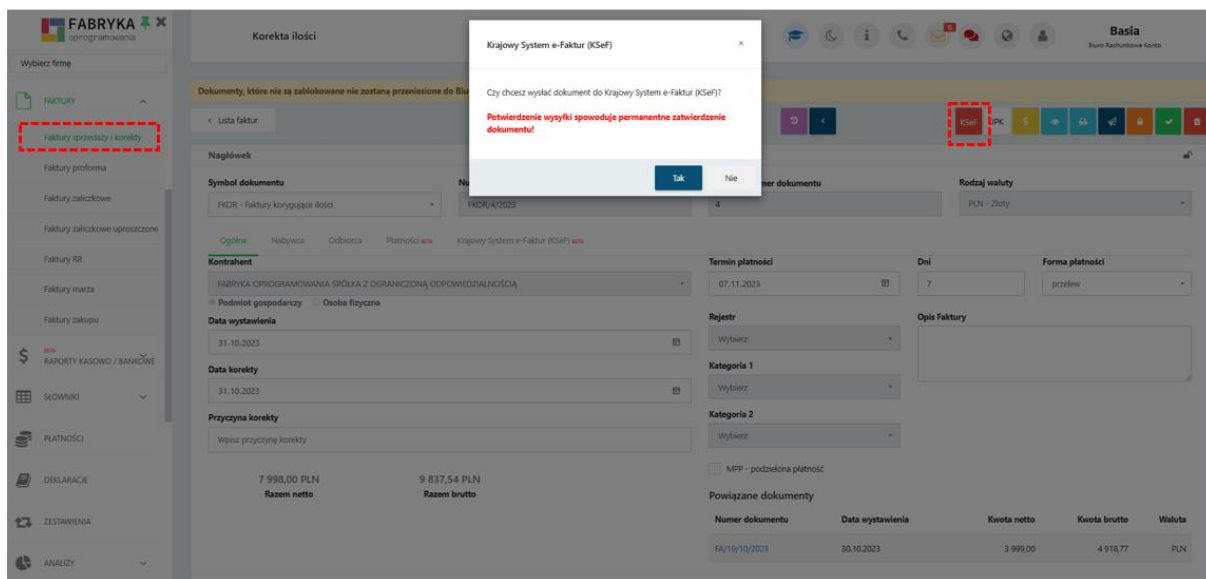 FABRYKA
oprogramowania
Wybierz firmę
FAKTURY
Faktury sprzedaży i korekty
Faktury proforma
Faktury zaliczkowe
Faktury zaliczkowe uproszczone
Faktury RR
Faktury marża
Faktury zakupu
BETA
RAPORTY KASOWO / BANKOWE
SŁOWNIKI
PŁATNOŚCI
DEKLARACJE
ZESTAWIENIA
ANALIZY
Korekta ilości
6
Basia
Biuro Rachunkowe Konto
Dokumenty, które nie są zablokowane nie zostaną przeniesione do
Lista faktur
KSeF
JPK
Krajowy System e-Faktur (KSeF)
Czy chcesz wysłać dokument do Krajowy System e-Faktur (KSeF)?
Potwierdzenie wysyłki spowoduje permanentne zatwierdzenie
dokumentu!
Tak Nie
Nagłówek
Symbol dokumentu
FKOR - Faktury korygujące ilości
FKOR/4/2023
dokumentu
4
Rodzaj waluty
PLN - Złoty
Ogólne Nabywca Odbiorca Płatności BETA Krajowy System e-Faktur (KSeF) BETA
Kontrahent
FABRYKA OPROGRAMOWANIA SPÓŁKA Z OGRANICZONĄ ODPOWIEDZIALNOŚCIĄ
Podmiot gospodarczy Osoba fizyczna
Data wystawienia
31.10.2023
Data korekty
31.10.2023
Przyczyna korekty
Wpisz przyczynę korekty
7 998,00 PLN 9 837,54 PLN
Razem netto Razem brutto
Termin płatności Dni Forma płatności
07.11.2023 7 przelew
Rejestr Opis Faktury
Wybierz
Kategoria 1
Wybierz
Kategoria 2
Wybierz
MPP - podzielona płatność
Powiązane dokumenty
Numer dokumentu Data wystawienia Kwota netto Kwota brutto Waluta
FA/19/10/2023 30.10.2023 3 999,00 4 918,77 PLN